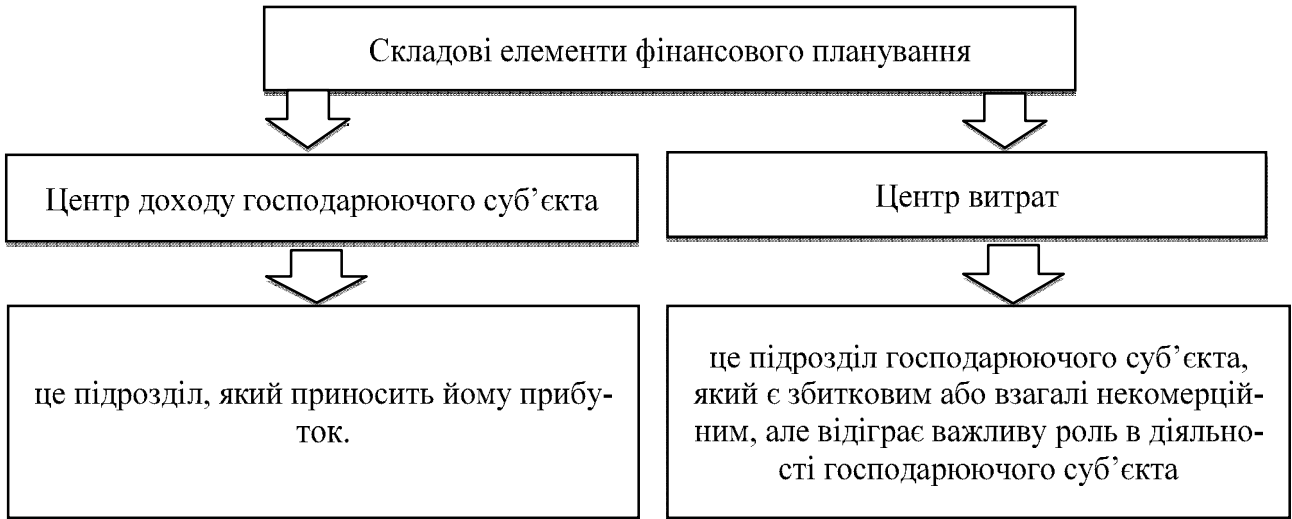 Складові елементи фінансового планування
Центр доходу господарюючого суб’єкта
Центр витрат
це підрозділ, який приносить йому прибу-
ток.
це підрозділ господарюючого суб’єкта,
який є збитковим або взагалі некомерцій-
ним, але відіграє важливу роль в діяльно-
сті господарюючого суб’єкта